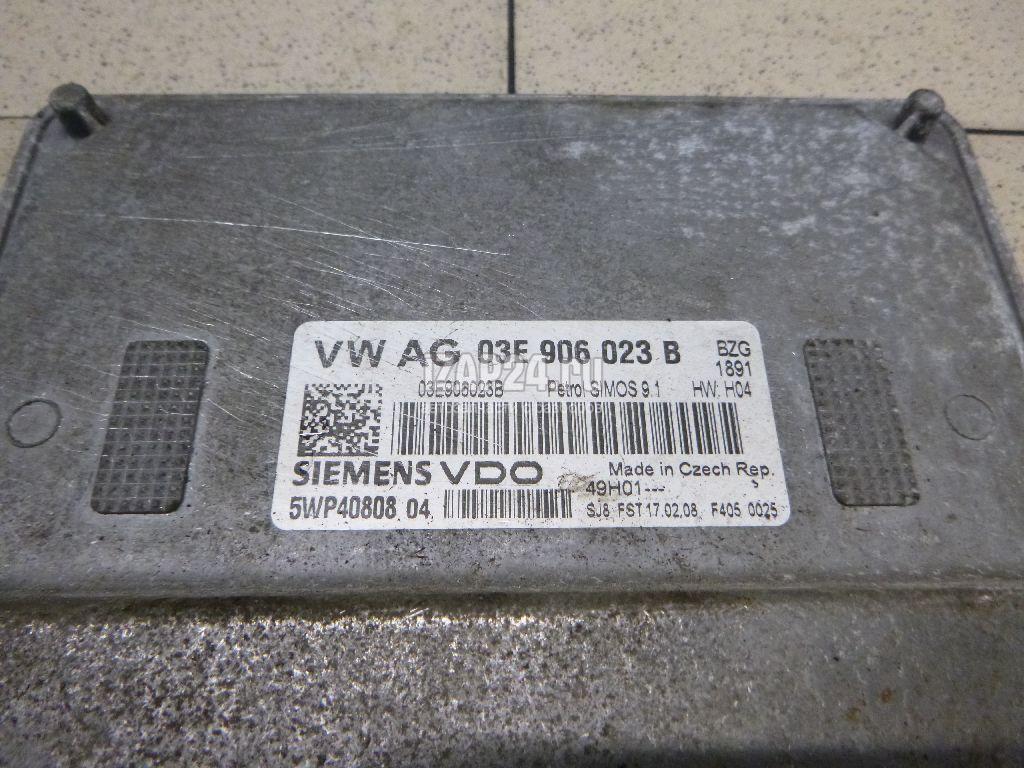 VW AG 03E 906 023 B BZG
1891
03E906023B Petrol SIMOS 9.1 HW: H04
SIEMENS VDO Made in Czech Rep.
49H01---
5WP40808 04 SJ8 FST 17.02.08 F405 0025